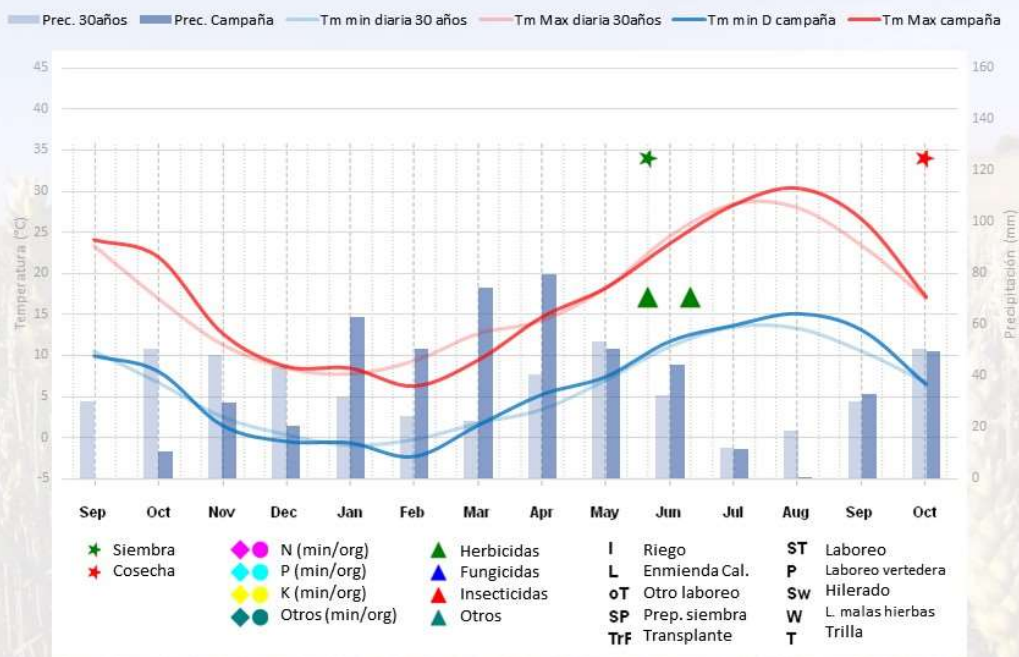 Prec. 30años Prec. Campaña Tm min diaria 30 años Tm Max diaria 30años Tm min D campaña Tm Max campaña
45 160
40 140
35 120
30 100
25 80
20 60
15 40
10 20
5 0
0
-5
Temperatura (°C)
Precipitación (mm)
Sep Oct Nov Dec Jan Feb Mar Apr May Jun Jul Aug Sep Oct
Siembra N (min/org) Herbicidas I Riego ST Laboreo
Cosecha P (min/org) Fungicidas L Enmienda Cal. P Laboreo vertedera
K (min/org) Insecticidas oT Otro laboreo Sw Hilerado
Otros (min/org) Otros SP Prep. siembra W L. malas hierbas
TrF Transplante T Trilla